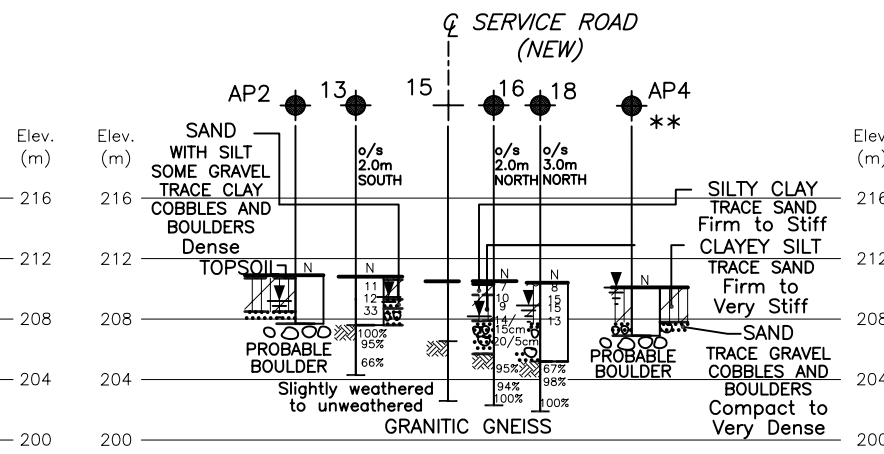 ℄ SERVICE ROAD
(NEW)
AP2
13
15
16
18
AP4
**
Elev.
(m)
Elev.
(m)
Elev.
(m)
SAND
WITH SILT
SOME GRAVEL
TRACE CLAY
COBBLES AND
BOULDERS
Dense
TOPSOIL
o/s
2.0m
SOUTH
o/s
2.0m
NORTH
o/s
3.0m
NORTH
SILTY CLAY
TRACE SAND
Firm to Stiff
CLAYEY SILT
TRACE SAND
Firm to
Very Stiff
SAND
TRACE GRAVEL
COBBLES AND
BOULDERS
Compact to
Very Dense
216
216
216
212
212
212
208
208
208
204
204
204
200
200
200
N
N
11
12
33
100%
95%
66%
N
7
10
9
14/
15cm
20/5cm
95%
94%
100%
8
15
15
13
67%
98%
100%
N
PROBABLE
BOULDER
PROBABLE
BOULDER
Slightly weathered
to unweathered
GRANITIC GNEISS